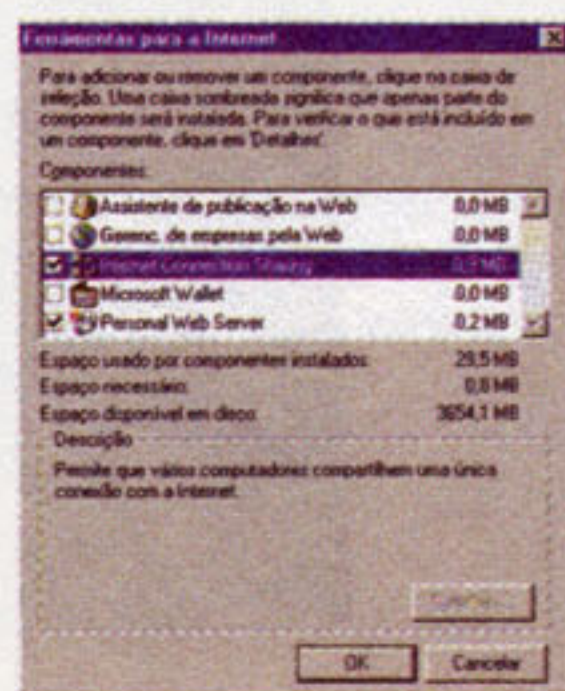 Ferramentas para a Internet
Para adicionar ou remover um componente, clique na caixa de
seleção. Uma caixa sombreada significa que apenas parte do
componente será instalada. Para verificar o que está incluído em
um componente, clique em 'Detalhes'.
Componentes:
Assistente de publicação na Web 0,0 MB
Gerenc. de empresas pela Web 0,0 MB
Internet Connection Sharing MB
Microsoft Wallet 0,0 MB
Personal Web Server 0,2 MB
Espaço usado por componentes instalados: 29,5 MB
Espaço necessário: 0,8 MB
Espaço disponível em disco: 3654,1 MB
Descrição
Permite que vários computadores compartilhem uma única
conexão com a Internet.
OK Cancelar